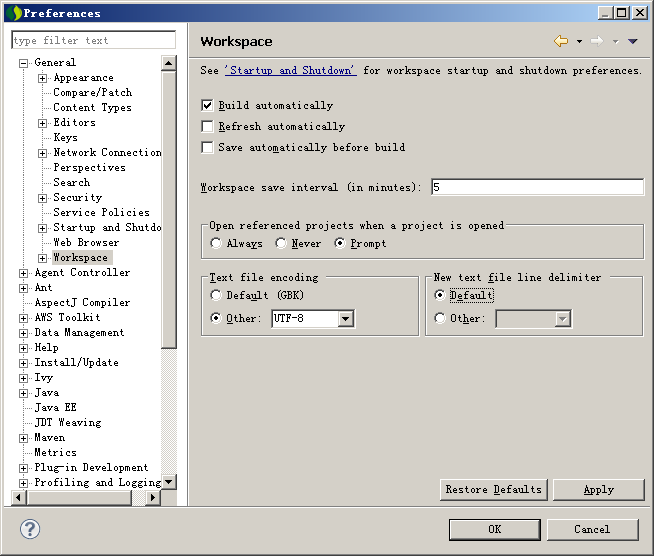 Preferences
type filter text
General
Appearance
Compare/Patch
Content Types
Editors
Keys
Network Connection
Perspectives
Search
Security
Service Policies
Startup and Shutdo
Web Browser
Workspace
Agent Controller
Ant
AspectJ Compiler
AWS Toolkit
Data Management
Help
Install/Update
Ivy
Java
Java EE
JDT Weaving
Maven
Metrics
Plug-in Development
Profiling and Logging
Workspace
See 'Startup and Shutdown' for workspace startup and shutdown preferences.
Build automatically
Refresh automatically
Save automatically before build
Workspace save interval (in minutes): 5
Open referenced projects when a project is opened
Always Never Prompt
Text file encoding
Default (GBK)
Other: UTF-8
New text file line delimiter
Default
Other:
Restore Defaults Apply
? OK Cancel